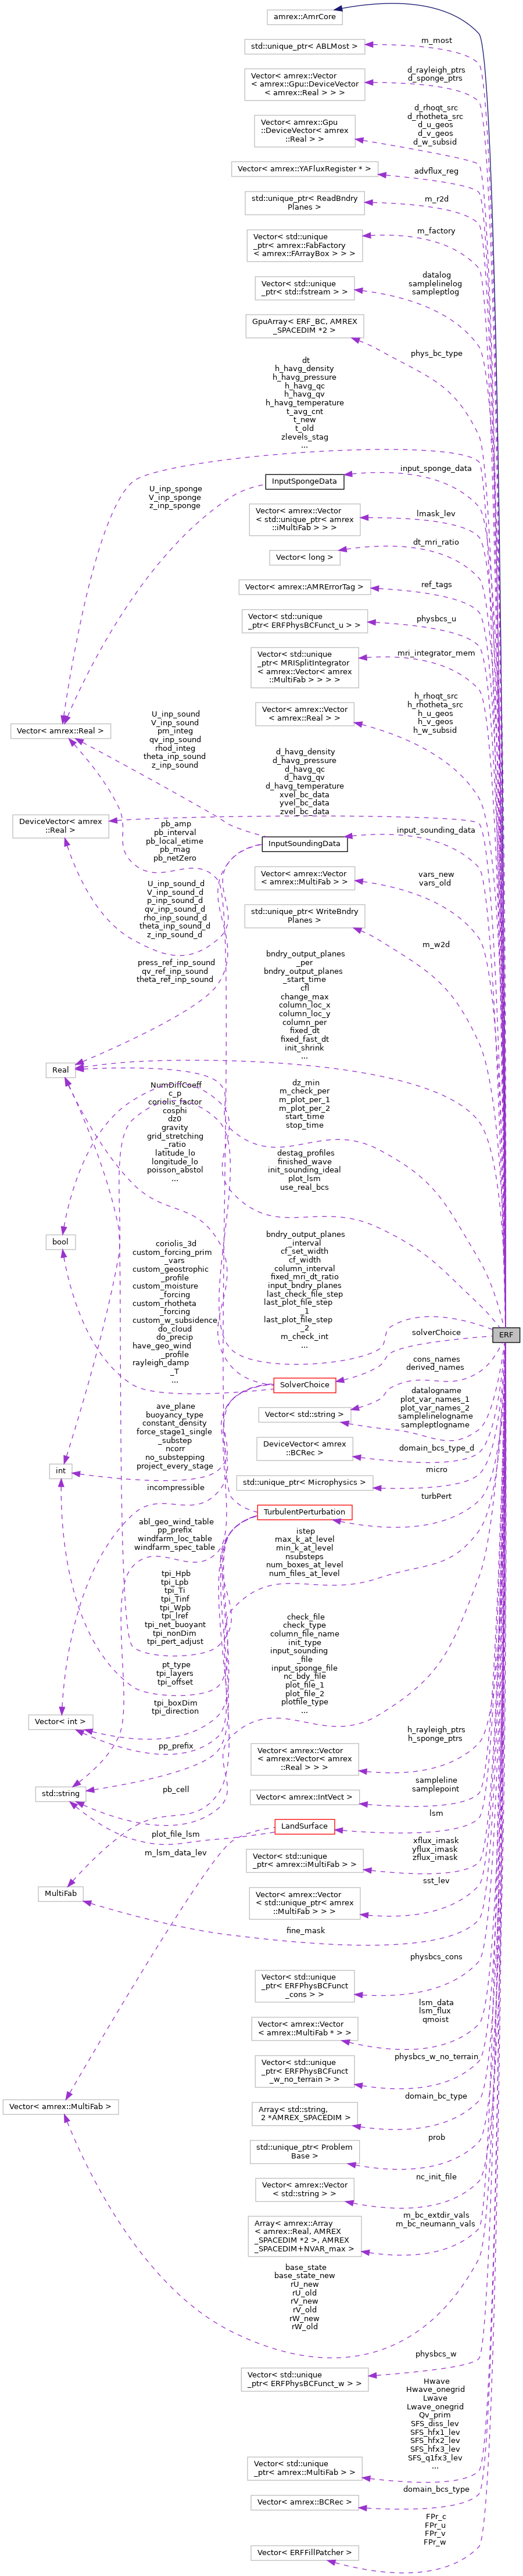 amrex::AmrCore
std::unique_ptr< ABLMost >
m_most
Vector< amrex::Vector
< amrex::Gpu::DeviceVector
< amrex::Real > > >
d_rayleigh_ptrs
d_sponge_ptrs
Vector< amrex::Gpu
::DeviceVector< amrex
::Real > >
d_rhoqt_src
d_rhotheta_src
d_u_geos
d_v_geos
d_w_subsid
Vector< amrex::YAFluxRegister * >
advflux_reg
std::unique_ptr< ReadBndry
Planes >
m_r2d
Vector< std::unique
_ptr< amrex::FabFactory
< amrex::FArrayBox > > >
m_factory
Vector< std::unique
_ptr< std::fstream > >
datalog
samplelinelog
sampleptlog
GpuArray< ERF_BC, AMREX
_SPACEDIM *2 >
phys_bc_type
dt
h_havg_density
h_havg_pressure
h_havg_qc
h_havg_qv
h_havg_temperature
t_avg_cnt
t_new
t_old
zlevels_stag
...
InputSpongeData
input_sponge_data
U_inp_sponge
V_inp_sponge
z_inp_sponge
Vector< amrex::Vector
< std::unique_ptr< amrex
::iMultiFab > > >
lmask_lev
Vector< long >
dt_mri_ratio
Vector< amrex::AMRErrorTag >
ref_tags
Vector< std::unique
_ptr< ERFPhysBCFunct_u > >
physbcs_u
Vector< std::unique
_ptr< MRISplitIntegrator
< amrex::Vector< amrex
::MultiFab > > > >
mri_integrator_mem
Vector< amrex::Vector
< amrex::Real > >
h_rhoqt_src
h_rhotheta_src
h_u_geos
h_v_geos
h_w_subsid
Vector< amrex::Real >
U_inp_sound
V_inp_sound
pm_integ
qv_inp_sound
rhod_integ
theta_inp_sound
z_inp_sound
d_havg_density
d_havg_pressure
d_havg_qc
d_havg_qv
d_havg_temperature
xvel_bc_data
yvel_bc_data
zvel_bc_data
DeviceVector< amrex
::Real >
pb_amp
pb_interval
pb_local_etime
pb_mag
pb_netZero
InputSoundingData
input_sounding_data
Vector< amrex::Vector
< amrex::MultiFab > >
vars_new
vars_old
U_inp_sound_d
V_inp_sound_d
p_inp_sound_d
qv_inp_sound_d
rho_inp_sound_d
theta_inp_sound_d
z_inp_sound_d
std::unique_ptr< WriteBndry
Planes >
m_w2d
press_ref_inp_sound
qv_ref_inp_sound
theta_ref_inp_sound
bndry_output_planes
_per
bndry_output_planes
_start_time
cfl
change_max
column_loc_x
column_loc_y
column_per
fixed_dt
fixed_fast_dt
init_shrink
...
Real
NumDiffCoeff
c_p
coriolis_factor
cosphi
dz0
gravity
grid_stretching
_ratio
latitude_lo
longitude_lo
poisson_abstol
...
dz_min
m_check_per
m_plot_per_1
m_plot_per_2
start_time
stop_time
destag_profiles
finished_wave
init_sounding_ideal
plot_lsm
use_real_bcs
bool
coriolis_3d
custom_forcing_prim
_vars
custom_geostrophic
_profile
custom_moisture
_forcing
custom_rhotheta
_forcing
custom_w_subsidence
do_cloud
do_precip
have_geo_wind
_profile
rayleigh_damp
_T
...
bndry_output_planes
_interval
cf_set_width
cf_width
column_interval
fixed_mri_dt_ratio
input_bndry_planes
last_check_file_step
last_plot_file_step
_1
last_plot_file_step
_2
m_check_int
...
ERF
solverChoice
SolverChoice
Vector< std::string >
cons_names
derived_names
datalogname
plot_var_names_1
plot_var_names_2
samplelinelogname
sampleptlogname
ave_plane
buoyancy_type
constant_density
force_stage1_single
_substep
ncorr
no_substepping
project_every_stage
DeviceVector< amrex
::BCRec >
domain_bcs_type_d
int
std::unique_ptr< Microphysics >
micro
incompressible
TurbulentPerturbation
turbPert
abl_geo_wind_table
pp_prefix
windfarm_loc_table
windfarm_spec_table
istep
max_k_at_level
min_k_at_level
nsubsteps
num_boxes_at_level
num_files_at_level
tpi_Hpb
tpi_Lpb
tpi_Ti
tpi_Tinf
tpi_Wpb
tpi_lref
tpi_net_buoyant
tpi_nonDim
tpi_pert_adjust
pt_type
tpi_layers
tpi_offset
check_file
check_type
column_file_name
init_type
input_sounding
_file
input_sponge_file
nc_bdy_file
plot_file_1
plot_file_2
plotfile_type
...
tpi_boxDim
tpi_direction
Vector< int >
pp_prefix
h_rayleigh_ptrs
h_sponge_ptrs
Vector< amrex::Vector
< amrex::Vector< amrex
::Real > > >
std::string
pb_cell
Vector< amrex::IntVect >
sampleline
samplepoint
LandSurface
lsm
plot_file_lsm
m_lsm_data_lev
Vector< std::unique
_ptr< amrex::iMultiFab > >
xflux_imask
yflux_imask
zflux_imask
MultiFab
Vector< amrex::Vector
< std::unique_ptr< amrex
::MultiFab > > >
sst_lev
fine_mask
Vector< std::unique
_ptr< ERFPhysBCFunct
_cons > >
physbcs_cons
Vector< amrex::Vector
< amrex::MultiFab * > >
lsm_data
lsm_flux
qmoist
Vector< std::unique
_ptr< ERFPhysBCFunct
_w_no_terrain > >
physbcs_w_no_terrain
Vector< amrex::MultiFab >
Array< std::string,
2 *AMREX_SPACEDIM >
domain_bc_type
std::unique_ptr< Problem
Base >
prob
Vector< amrex::Vector
< std::string > >
nc_init_file
Array< amrex::Array
< amrex::Real, AMREX
_SPACEDIM *2 >, AMREX
_SPACEDIM+NVAR_max >
m_bc_extdir_vals
m_bc_neumann_vals
base_state
base_state_new
rU_new
rU_old
rV_new
rV_old
rW_new
rW_old
Vector< std::unique
_ptr< ERFPhysBCFunct_w > >
physbcs_w
Hwave
Hwave_onegrid
Lwave
Lwave_onegrid
Qv_prim
SFS_diss_lev
SFS_hfx1_lev
SFS_hfx2_lev
SFS_hfx3_lev
SFS_q1fx3_lev
...
Vector< std::unique
_ptr< amrex::MultiFab > >
Vector< amrex::BCRec >
domain_bcs_type
Vector< ERFFillPatcher >
FPr_c
FPr_u
FPr_v
FPr_w